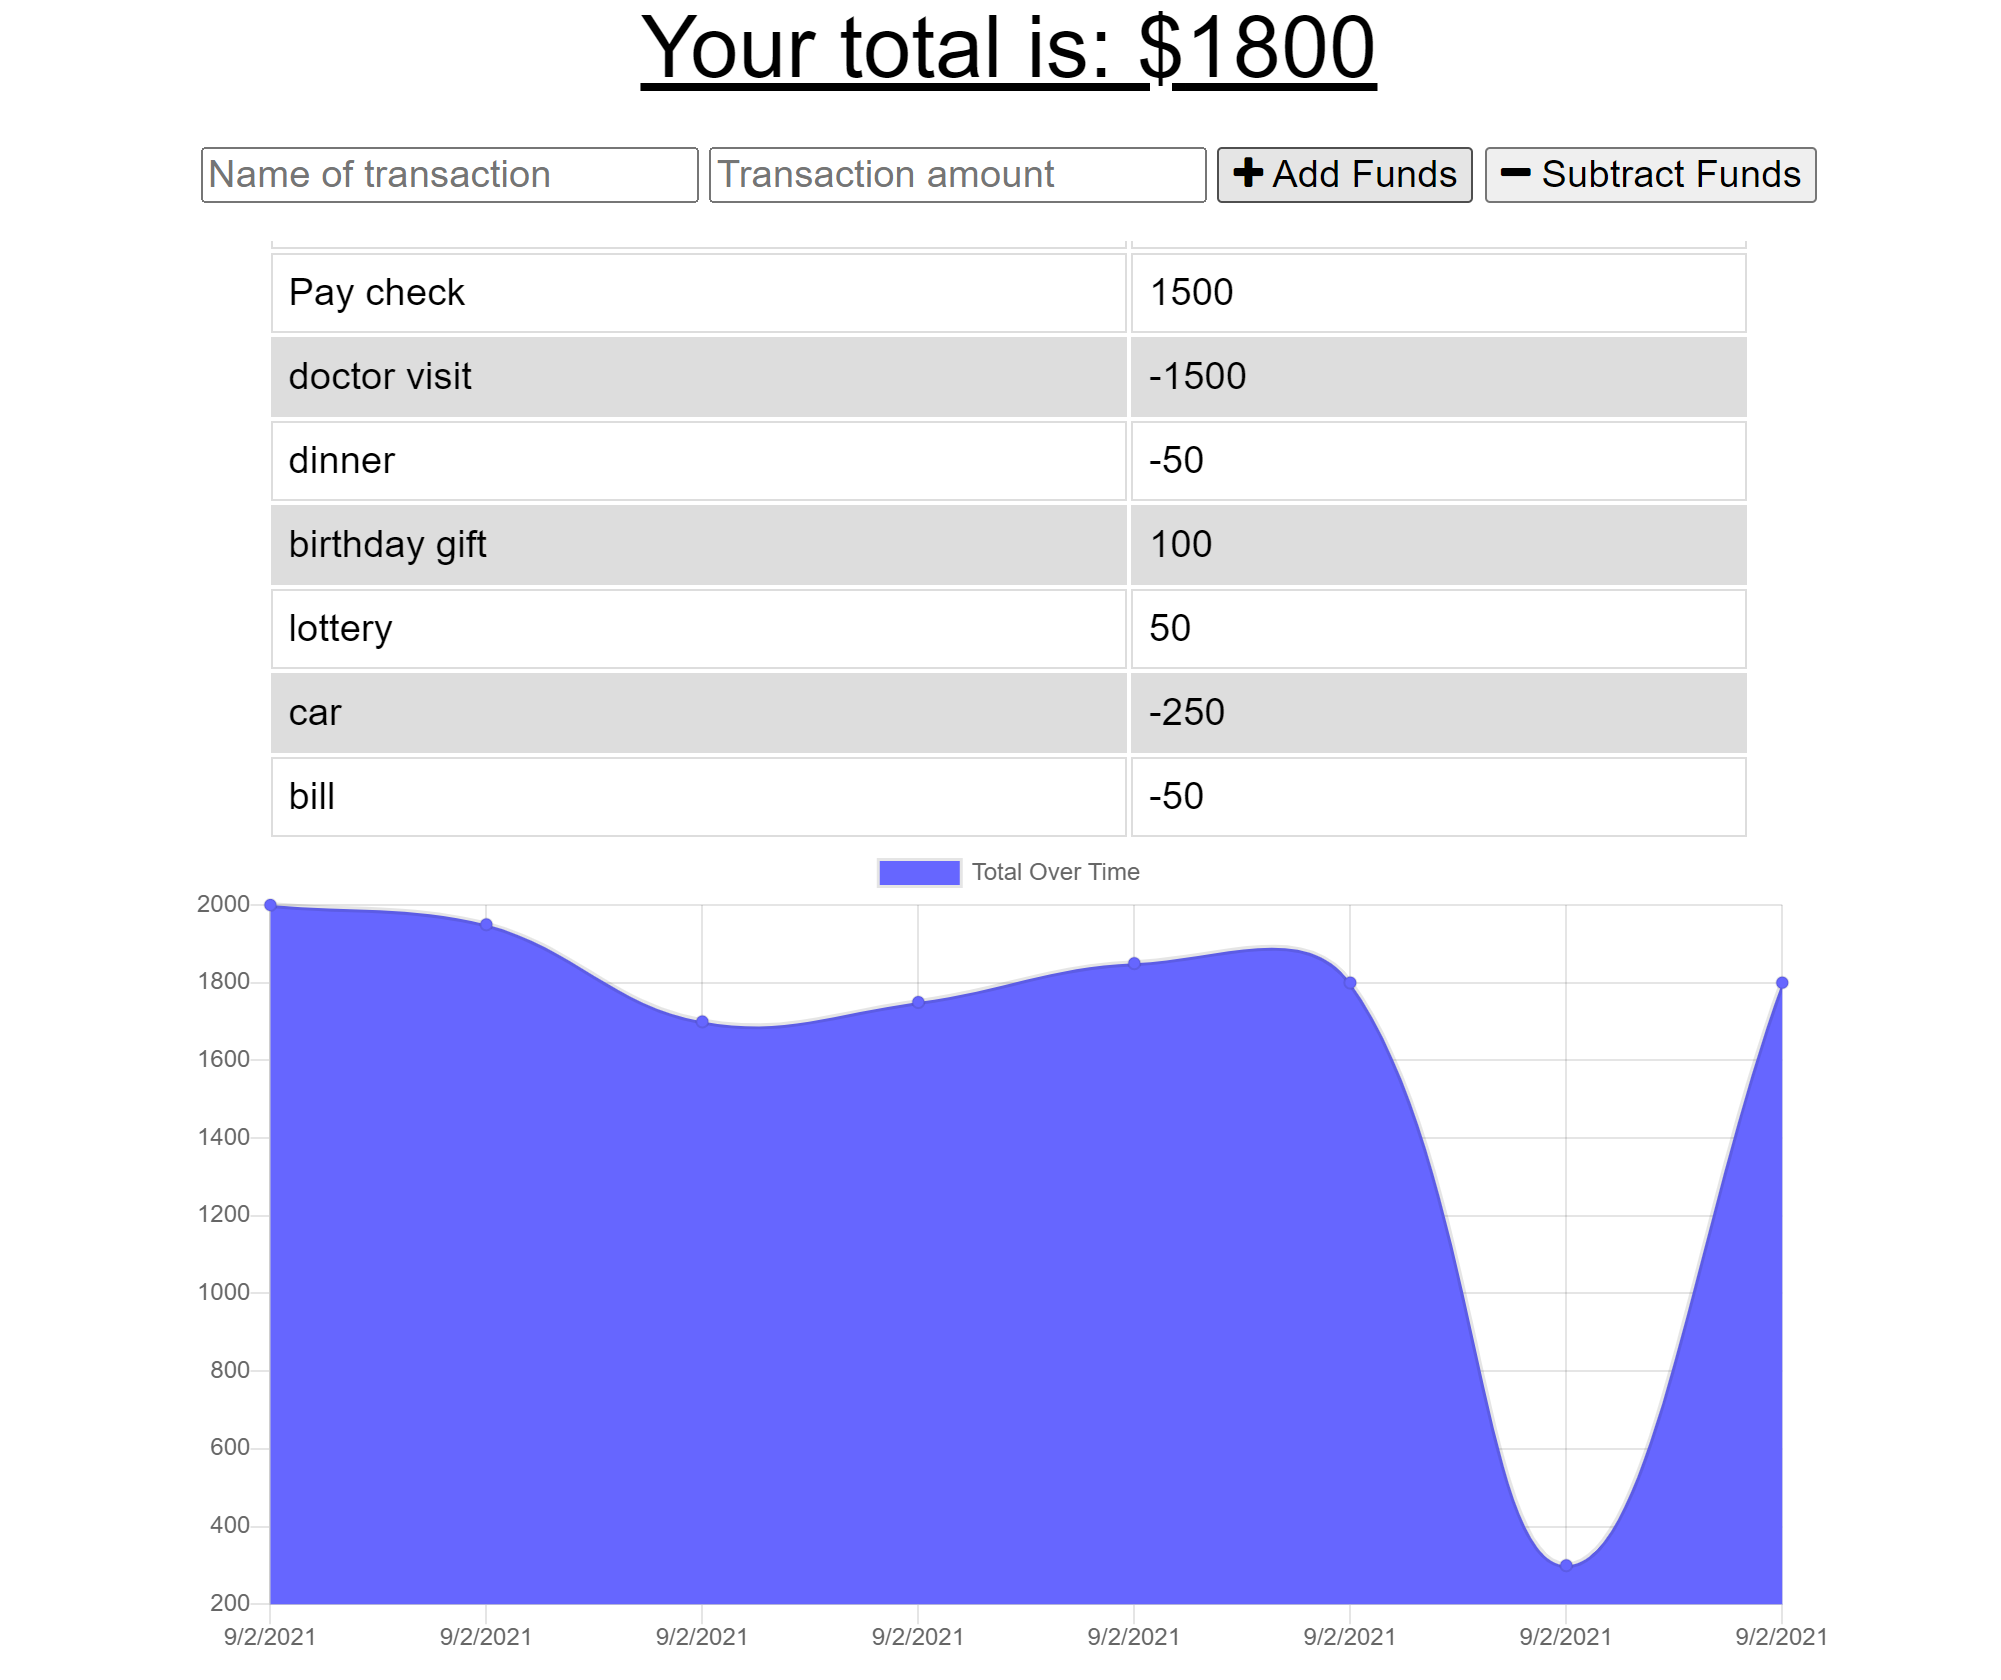 Your total is: $1800
Name of transaction Transaction amount Add Funds Subtract Funds
Pay check 1500
doctor visit -1500
dinner -50
birthday gift 100
lottery 50
car -250
bill -50
Total Over Time
2000
1800
1600
1400
1200
1000
800
600
400
200
9/2/2021 9/2/2021 9/2/2021 9/2/2021 9/2/2021 9/2/2021 9/2/2021 9/2/2021